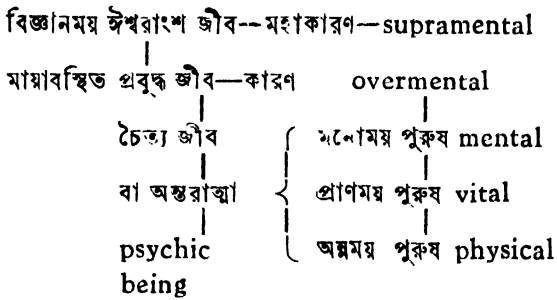 বিজ্ঞানময় ঈশ্বরাংশ জীব--মহাকারণ—supramental
মায়াবস্থিত প্রবুদ্ধ জীব—কারণ overmental
চৈত্য জীব মনোময় পুরুষ mental
বা অন্তরাত্মা প্রাণময় পুরুষ vital
psychic অন্নময় পুরুষ physical
being